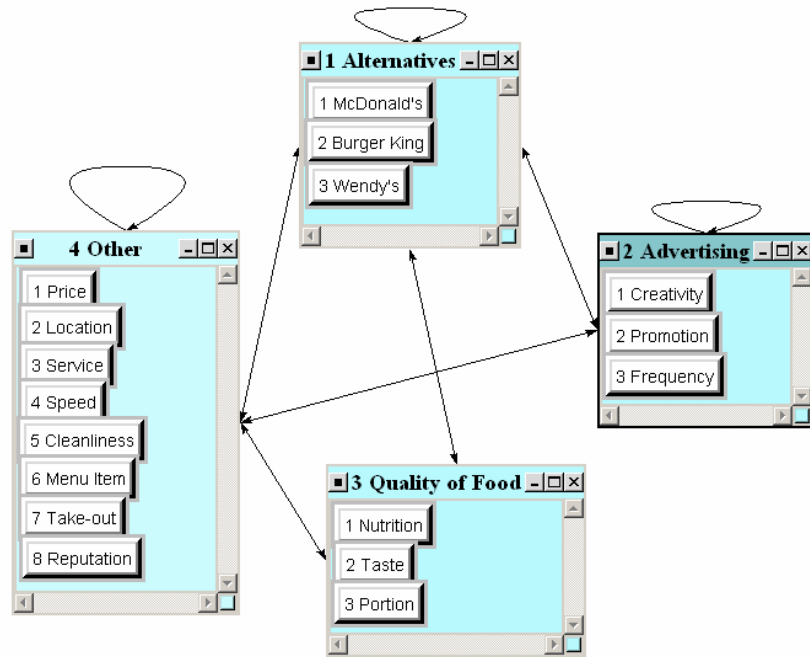 1 Alternatives
1 McDonald's
2 Burger King
3 Wendy's
4 Other
1 Price
2 Location
3 Service
4 Speed
5 Cleanliness
6 Menu Item
7 Take-out
8 Reputation
2 Advertising
1 Creativity
2 Promotion
3 Frequency
3 Quality of Food
1 Nutrition
2 Taste
3 Portion